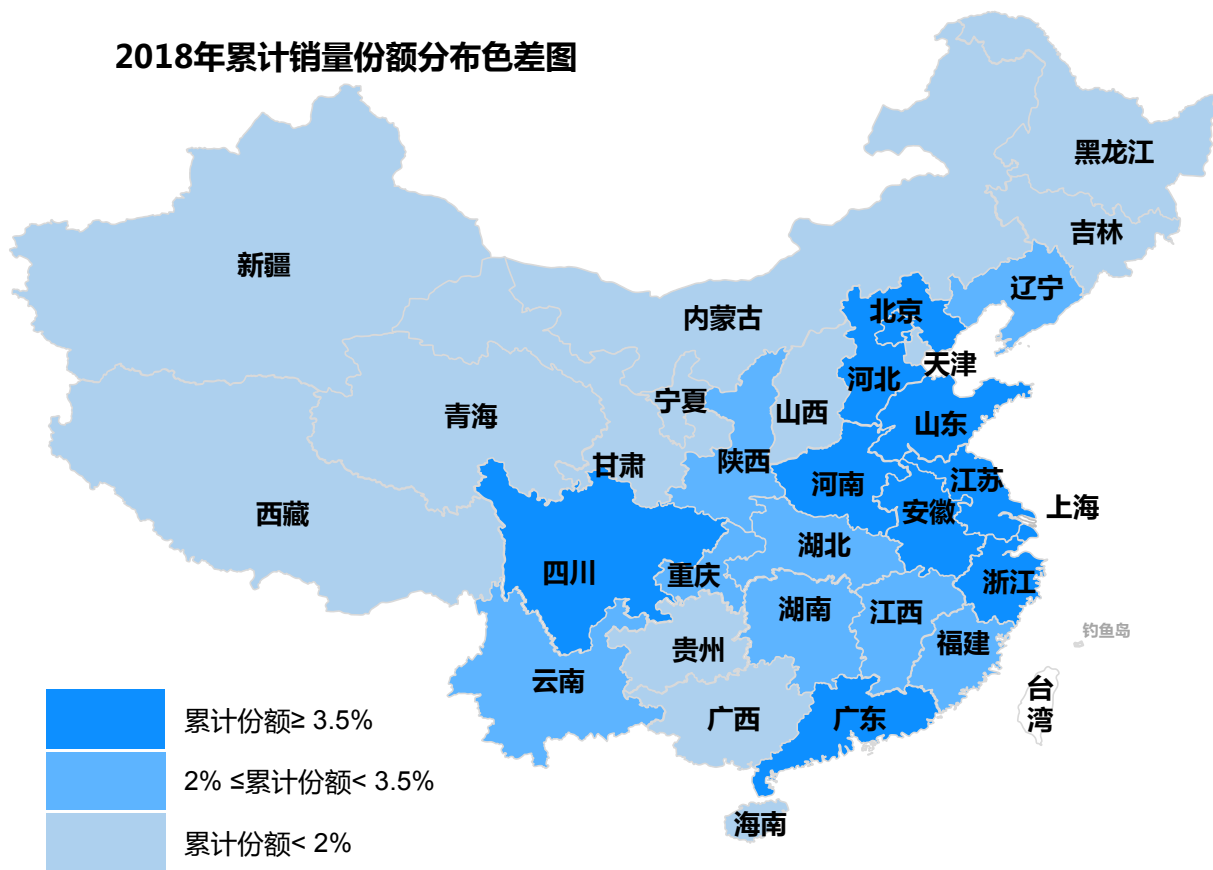 2018年累计销量份额分布色差图
黑龙江
吉林
新疆
辽宁
北京
内蒙古
天津
河北
宁夏
山西
青海
山东
陕西
甘肃
江苏
河南
上海
安徽
西藏
湖北
四川
重庆
浙江
湖南
江西
钓鱼岛
福建
贵州
云南
台
湾
广西
广东
累计份额≥ 3.5%
2% ≤累计份额< 3.5%
海南
累计份额< 2%